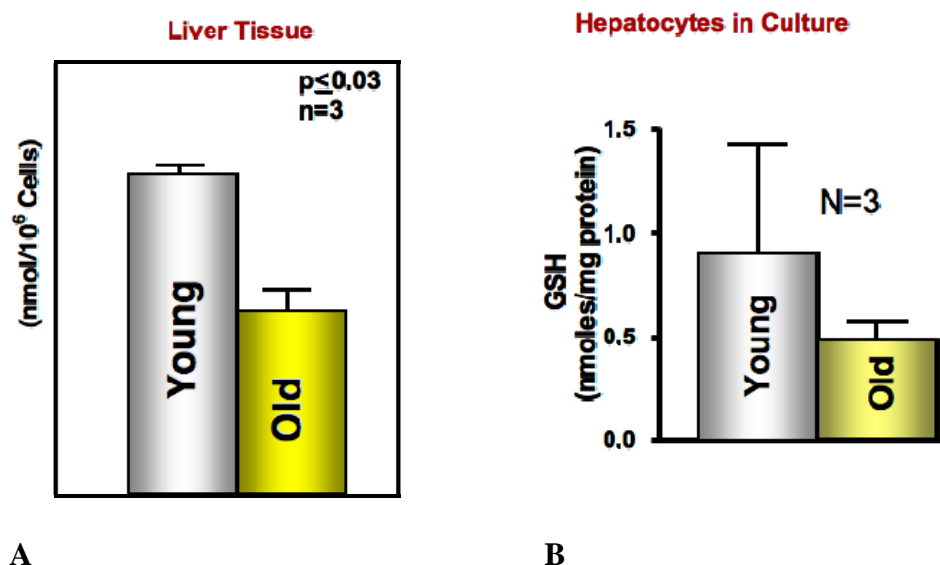 Liver Tissue
p≤0.03
n=3
(nmol/10⁶ Cells)
Young
Old
A
Hepatocytes in Culture
GSH
(nmoles/mg protein)
1.5
1.0
0.5
0.0
N=3
Young
Old
B